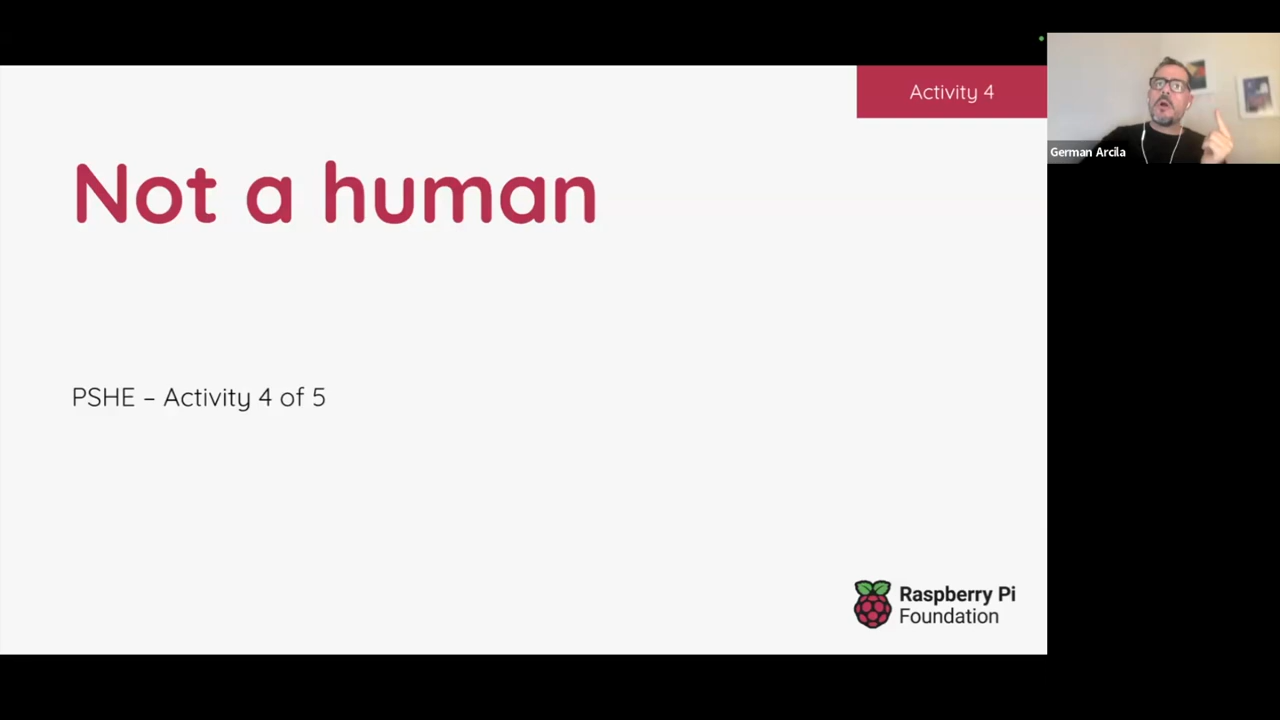 Activity 4
Not a human
PSHE – Activity 4 of 5
Raspberry Pi
Foundation
German Arcila